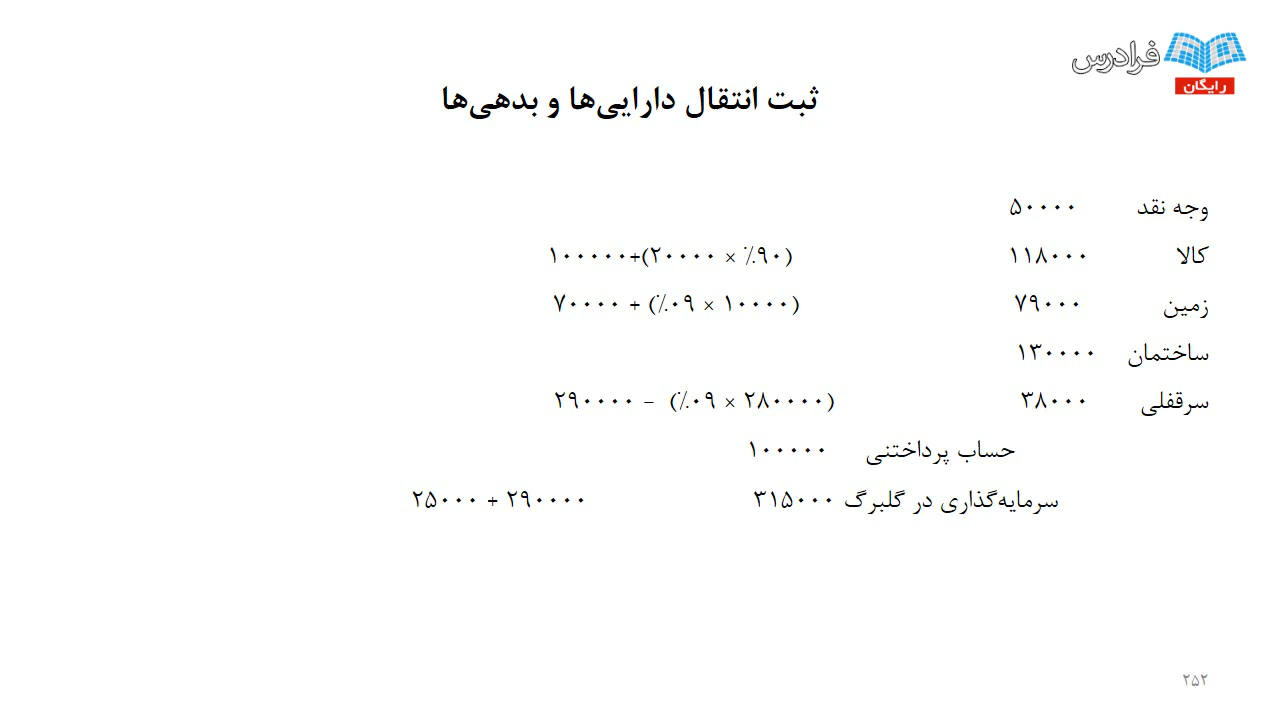 فرادرس
رایگان
ثبت انتقال دارایی‌ها و بدهی‌ها
وجه نقد ۵۰۰۰۰
کالا ۱۱۸۰۰۰ (۲۰۰۰۰ × ٪۹۰)+۱۰۰۰۰۰
زمین ۷۹۰۰۰ (۱۰۰۰۰ × ۰۹٪) + ۷۰۰۰۰
ساختمان ۱۳۰۰۰۰
سرقفلی ۳۸۰۰۰ (۲۸۰۰۰۰ × ۰۹٪) – ۲۹۰۰۰۰
حساب پرداختنی ۱۰۰۰۰۰
سرمایه‌گذاری در گلبرگ ۳۱۵۰۰۰ ۲۹۰۰۰۰ + ۲۵۰۰۰
۲۵۲